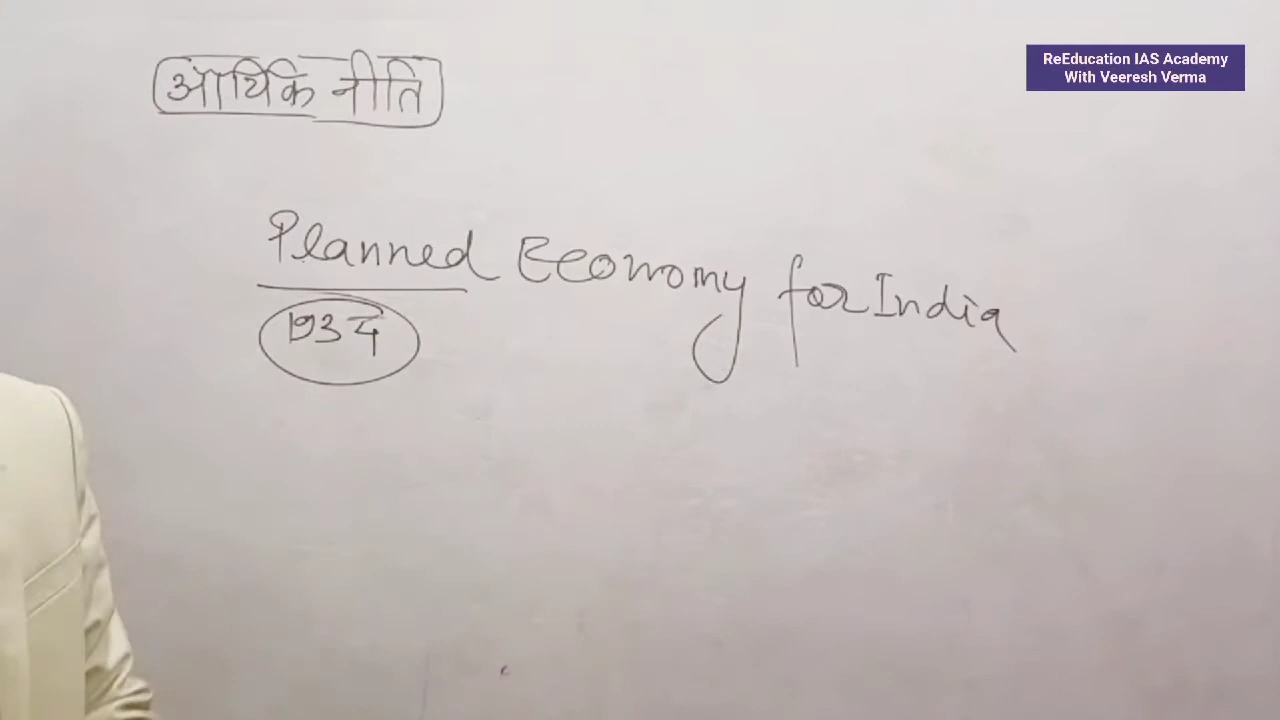 आर्थिक नीति
ReEducation IAS Academy
With Veeresh Verma
Planned Economy for India
1934